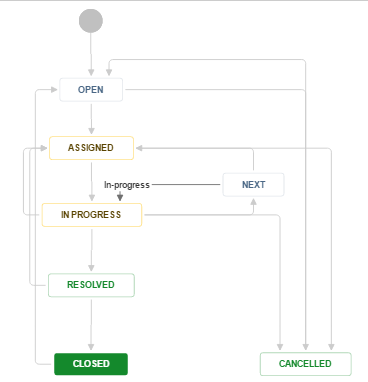 OPEN
ASSIGNED
In-progress
NEXT
IN PROGRESS
RESOLVED
CLOSED
CANCELLED